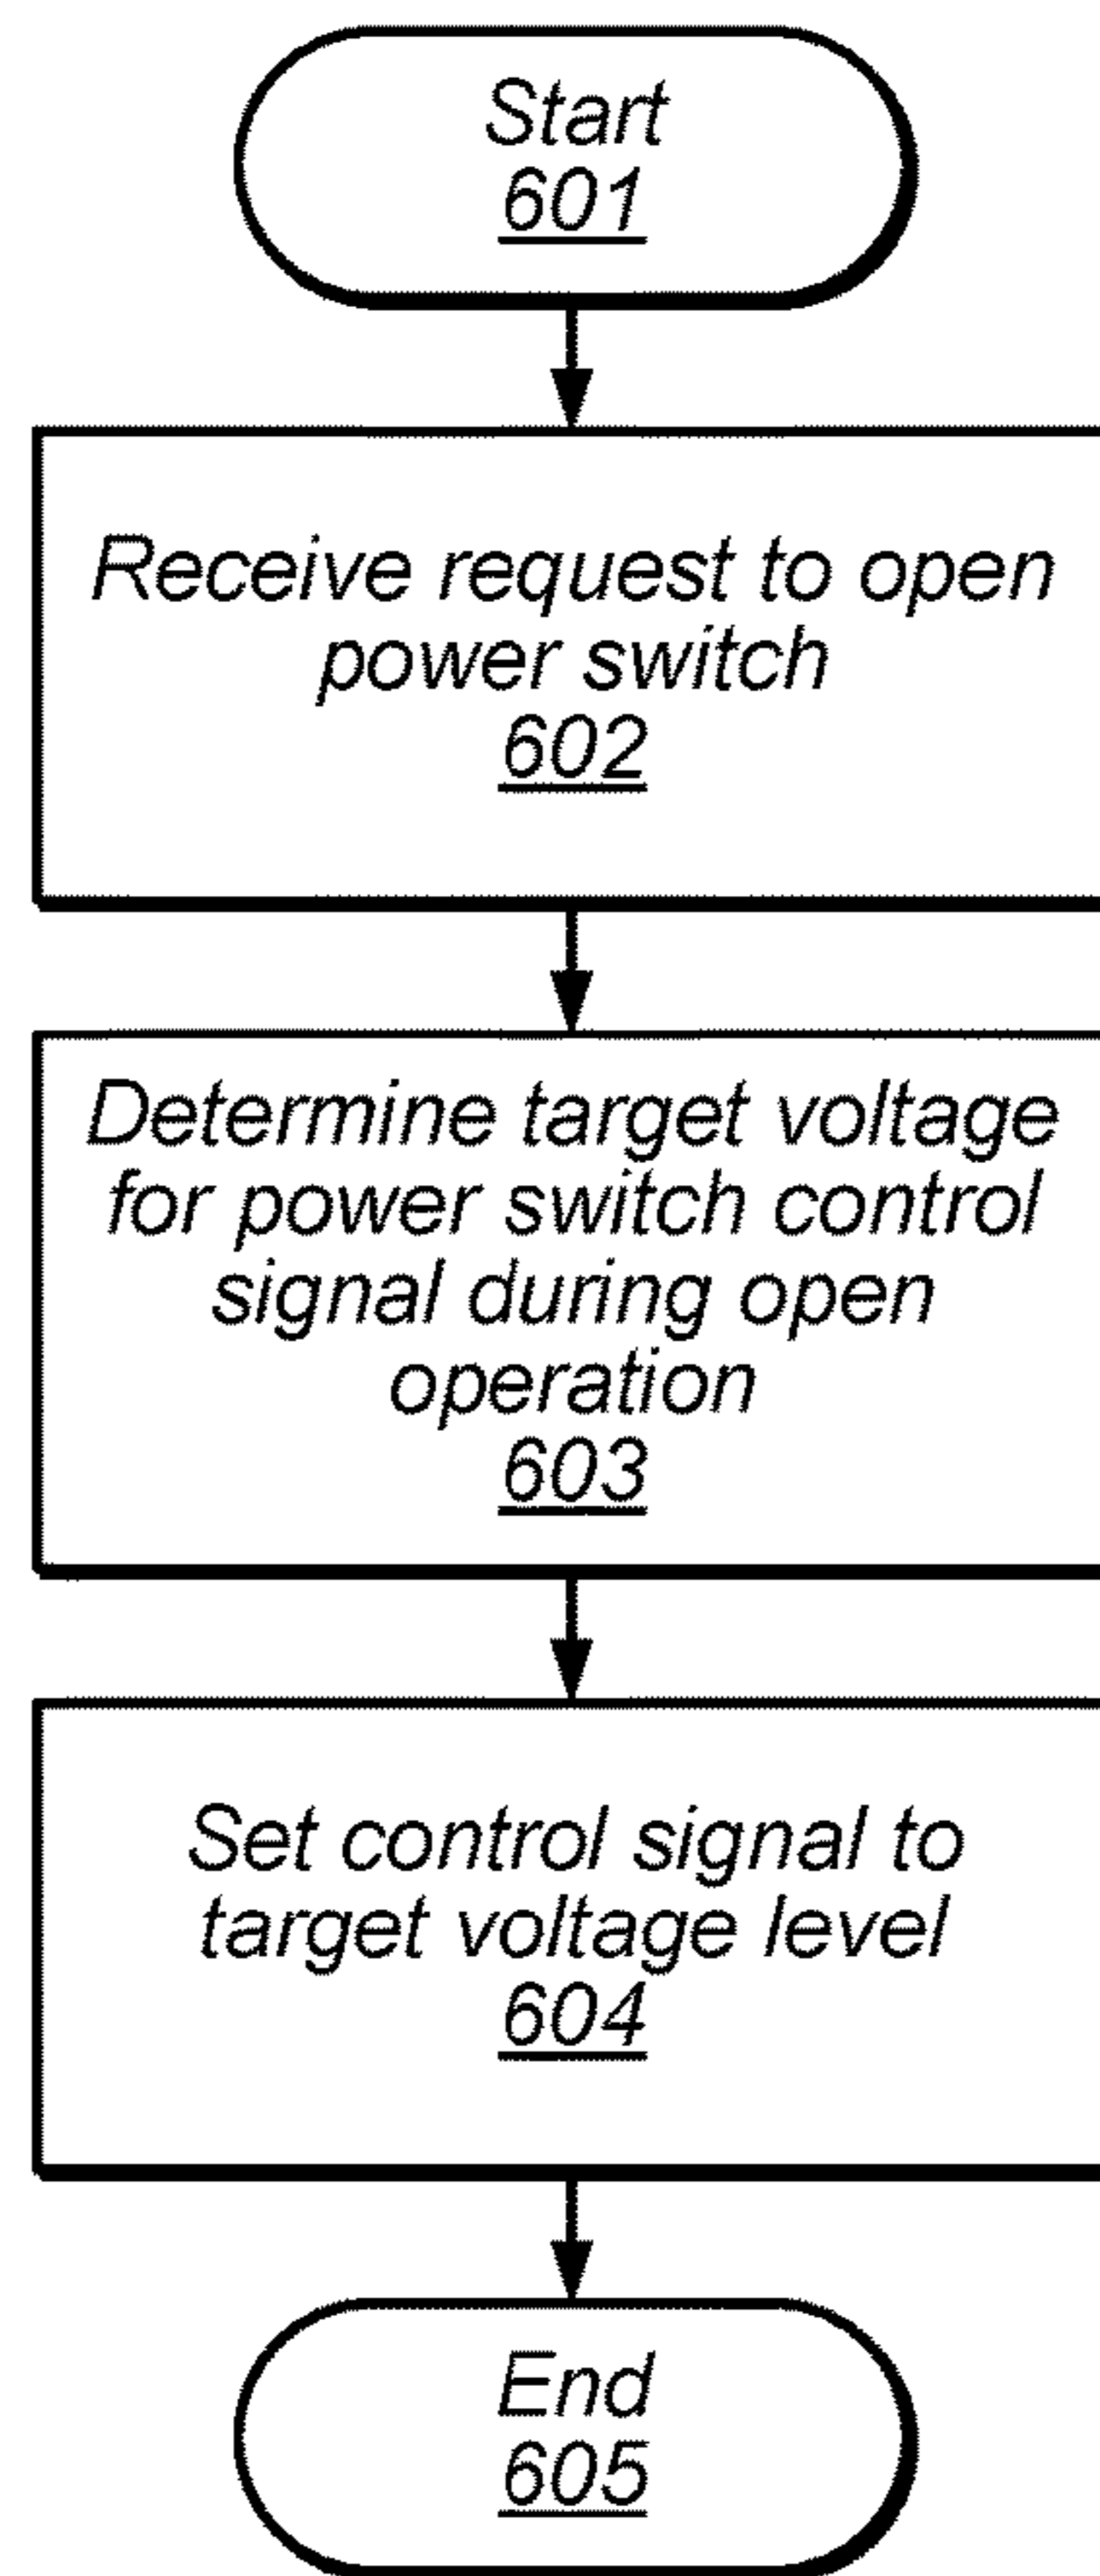 Start
601
Receive request to open
power switch
602
Determine target voltage
for power switch control
signal during open
operation
603
Set control signal to
target voltage level
604
End
605